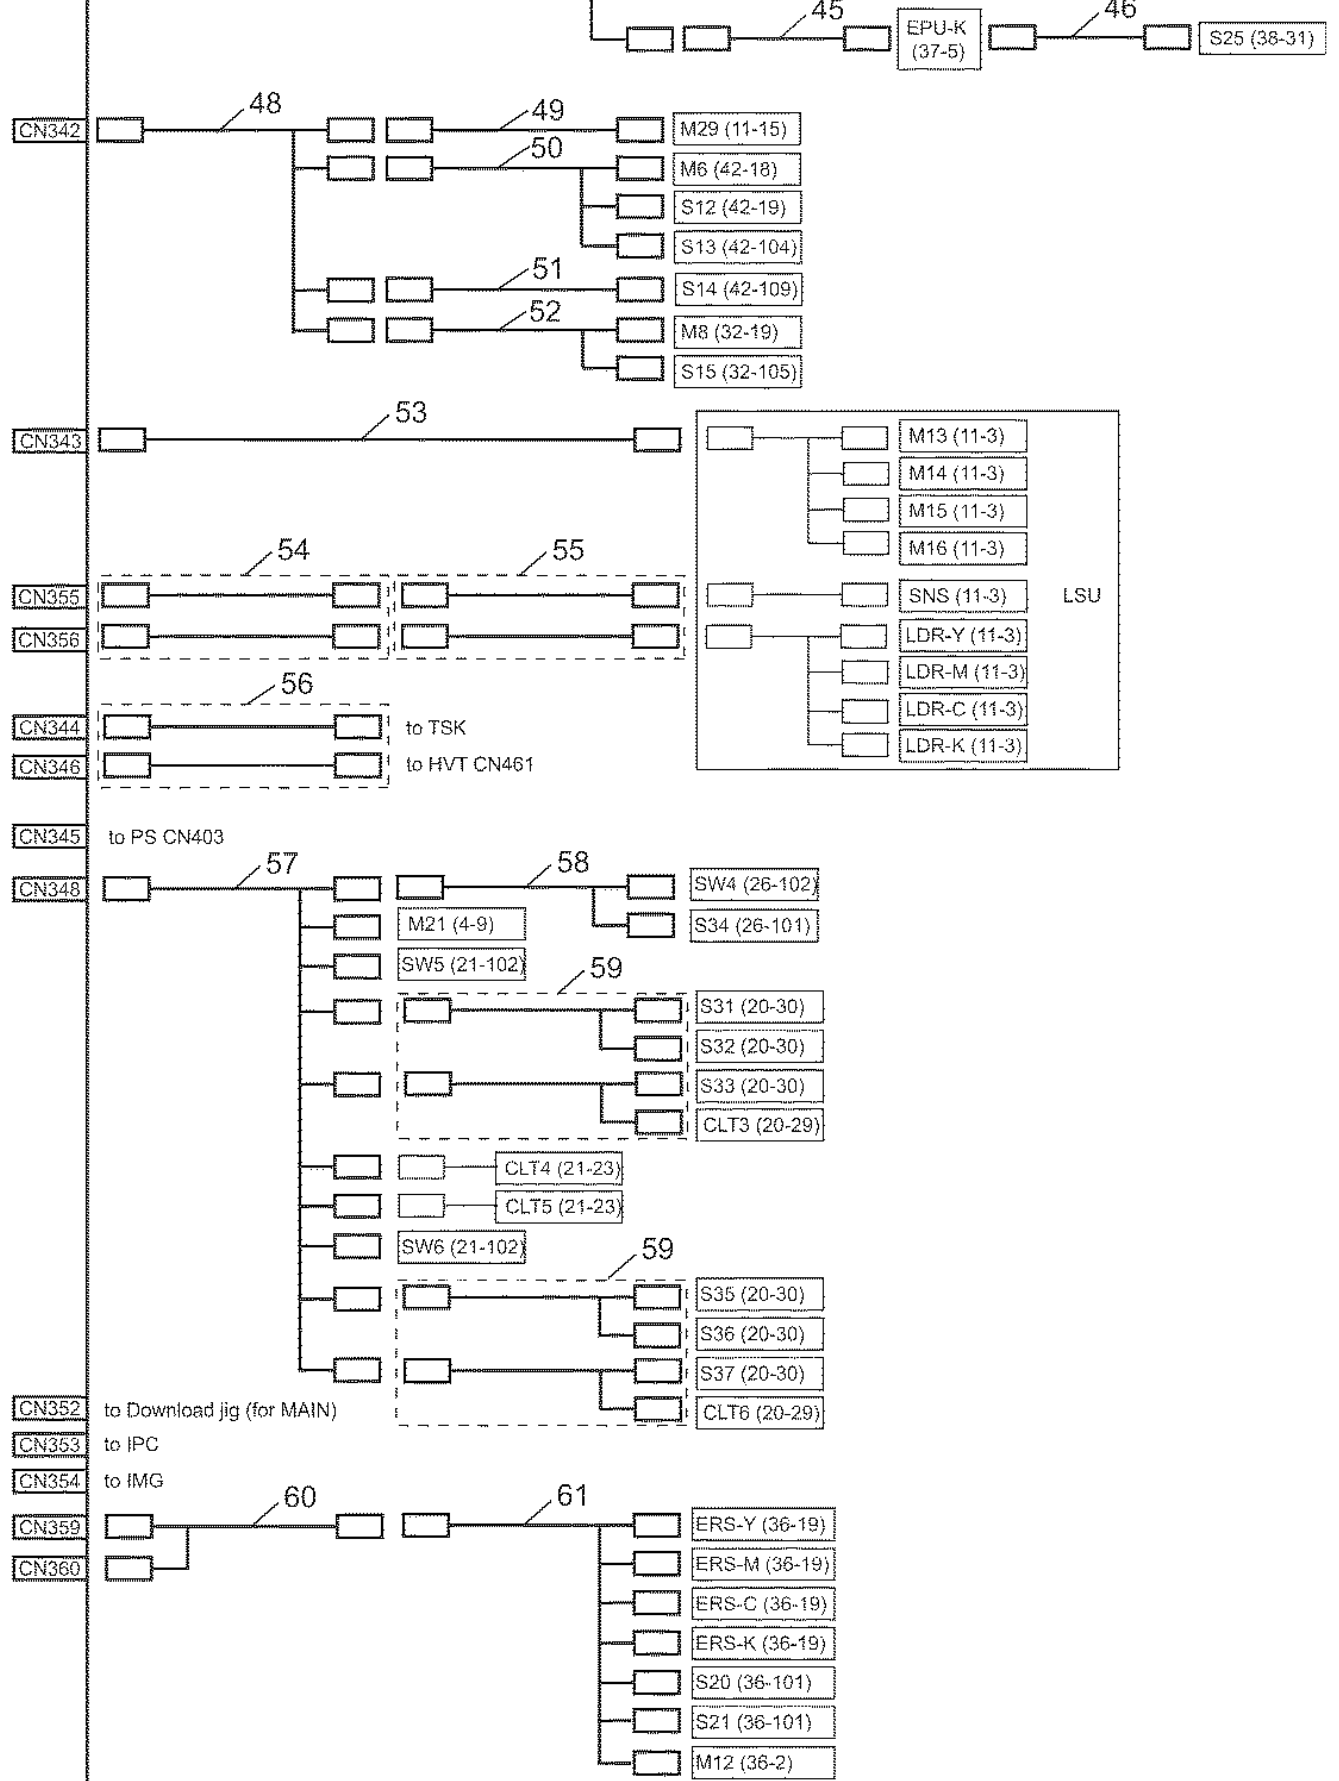 45
46
EPU-K
(37-5)
S25 (38-31)
CN342
48
49
M29 (11-15)
50
M6 (42-18)
S12 (42-19)
S13 (42-104)
51
S14 (42-109)
52
M8 (32-19)
S15 (32-105)
CN343
53
M13 (11-3)
M14 (11-3)
M15 (11-3)
M16 (11-3)
54
55
CN355
SNS (11-3)
LSU
CN356
LDR-Y (11-3)
LDR-M (11-3)
LDR-C (11-3)
LDR-K (11-3)
56
CN344
to TSK
CN346
to HVT CN461
CN345
to PS CN403
CN348
57
58
SW4 (26-102)
M21 (4-9)
S34 (26-101)
SW5 (21-102)
59
S31 (20-30)
S32 (20-30)
S33 (20-30)
CLT3 (20-29)
CLT4 (21-23)
CLT5 (21-23)
SW6 (21-102)
59
S35 (20-30)
S36 (20-30)
S37 (20-30)
CLT6 (20-29)
CN352
to Download jig (for MAIN)
CN353
to IPC
CN354
to IMG
CN359
60
61
ERS-Y (36-19)
CN360
ERS-M (36-19)
ERS-C (36-19)
ERS-K (36-19)
S20 (36-101)
S21 (36-101)
M12 (36-2)